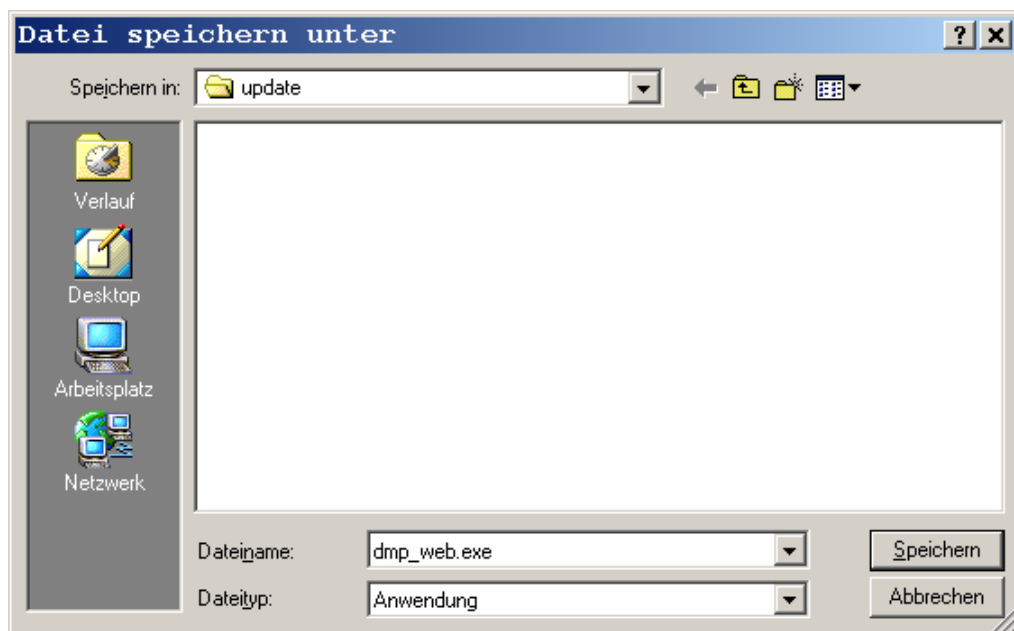 Datei speichern unter
Speichern in: update
Verlauf
Desktop
Arbeitsplatz
Netzwerk
Dateiname: dmp_web.exe Speichern
Dateityp: Anwendung Abbrechen